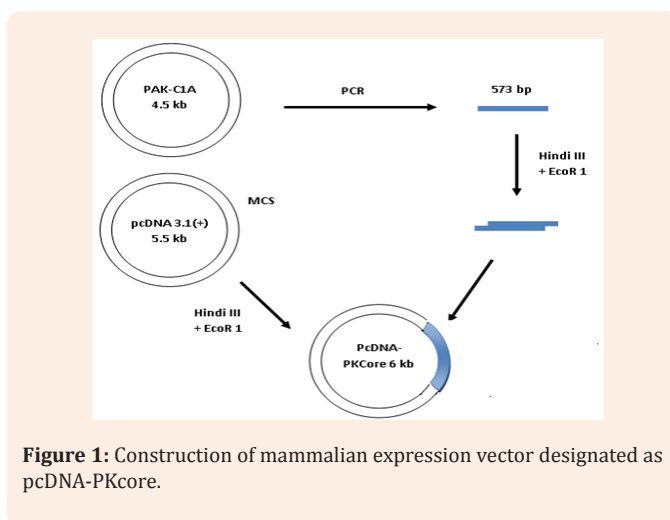 PAK-C1A
4.5 kb
PCR
573 bp
Hindi III
+ EcoR 1
MCS
pcDNA 3.1(+)
5.5 kb
Hindi III
+ EcoR 1
PcDNA-
PKCore 6 kb
Figure 1: Construction of mammalian expression vector designated as
pcDNA-PKcore.